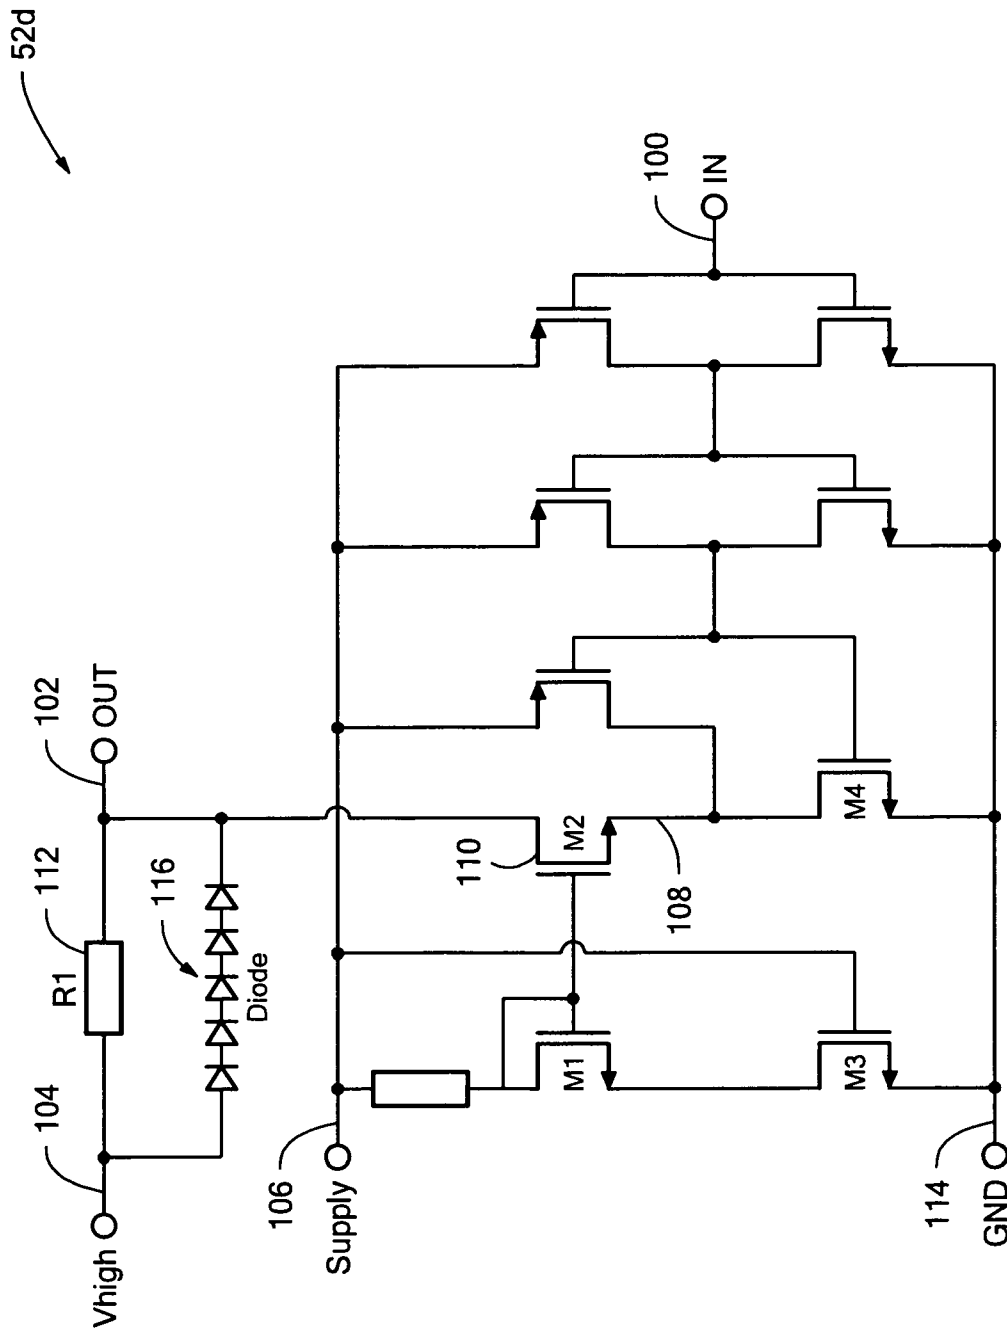 52d
Vhigh
104
R1
112
102
OUT
116
Diode
106
Supply
110
M2
108
M1
M3
M4
100
IN
114
GND